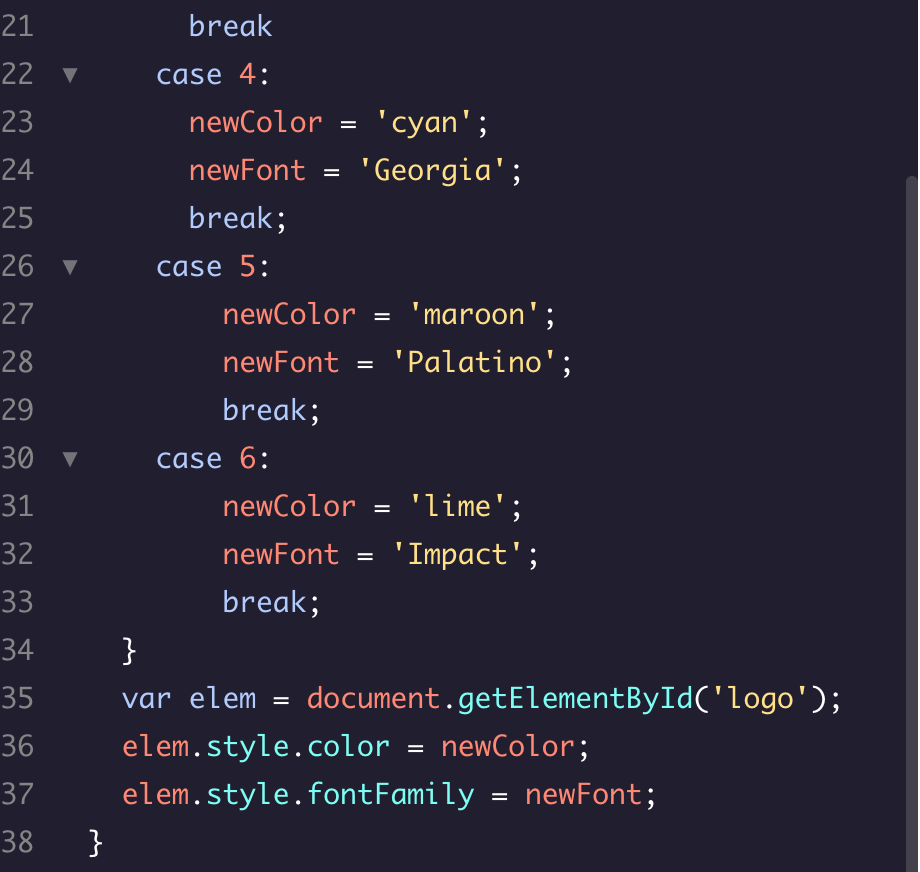 21 break
22 ▼ case 4:
23 newColor = 'cyan';
24 newFont = 'Georgia';
25 break;
26 ▼ case 5:
27 newColor = 'maroon';
28 newFont = 'Palatino';
29 break;
30 ▼ case 6:
31 newColor = 'lime';
32 newFont = 'Impact';
33 break;
34 }
35 var elem = document.getElementById('logo');
36 elem.style.color = newColor;
37 elem.style.fontFamily = newFont;
38 }